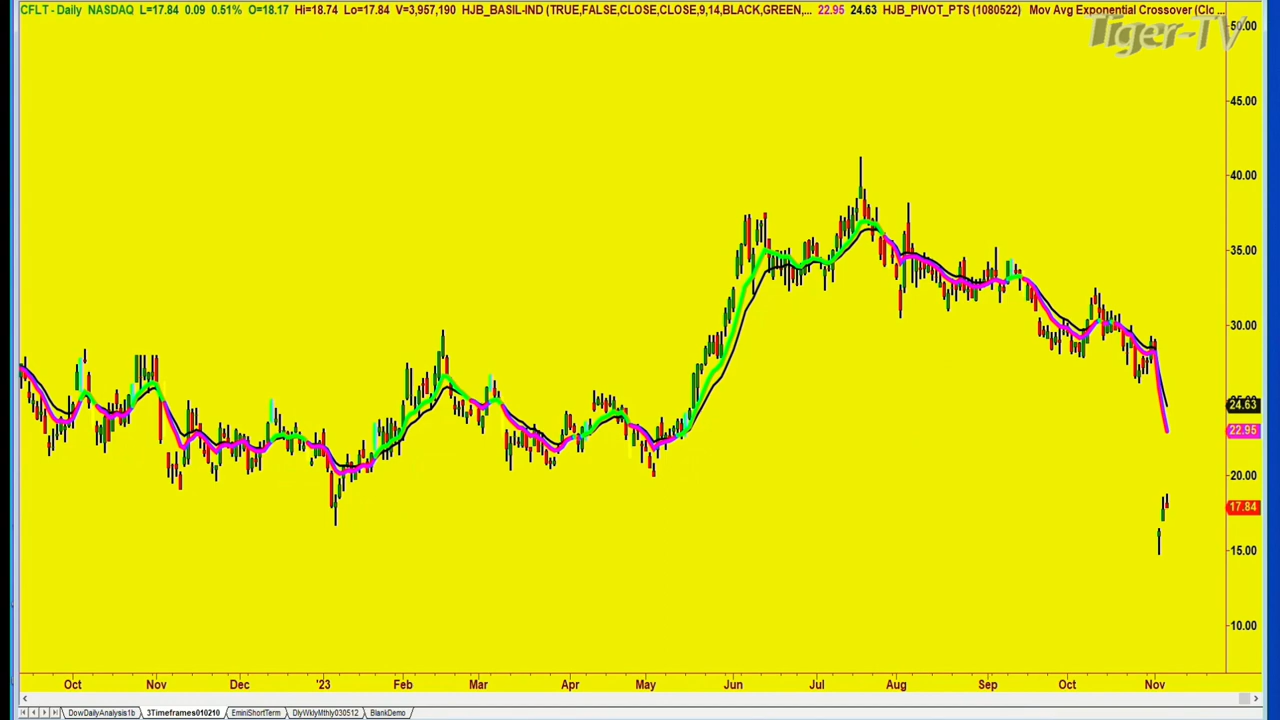 CFLT - Daily NASDAQ L=17.84 0.09 0.51% O=18.17 Hi=18.74 Lo=17.84 V=3,957,190 HJB_BASIL-IND (TRUE,FALSE,CLOSE,CLOSE,9,14,BLACK,GREEN,... 22.95 24.63 HJB_PIVOT_PTS (1080522) Mov Avg Exponential Crossover (Clo ...
Tiger-TV
50.00
45.00
40.00
35.00
30.00
24.63
22.95
20.00
17.84
15.00
10.00
Oct Nov Dec '23 Feb Mar Apr May Jun Jul Aug Sep Oct Nov
DowDailyAnalysis1b 3Timeframes010210 EminiShortTerm DlyWklyMthly030512 BlankDemo